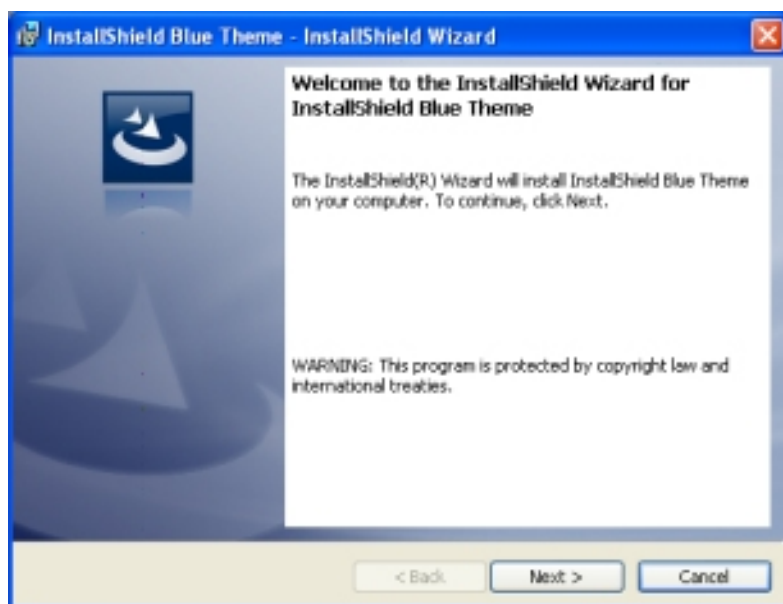 InstallShield Blue Theme - InstallShield Wizard
Welcome to the InstallShield Wizard for
InstallShield Blue Theme
The InstallShield(R) Wizard will install InstallShield Blue Theme
on your computer. To continue, click Next.
WARNING: This program is protected by copyright law and
international treaties.
< Back
Next >
Cancel